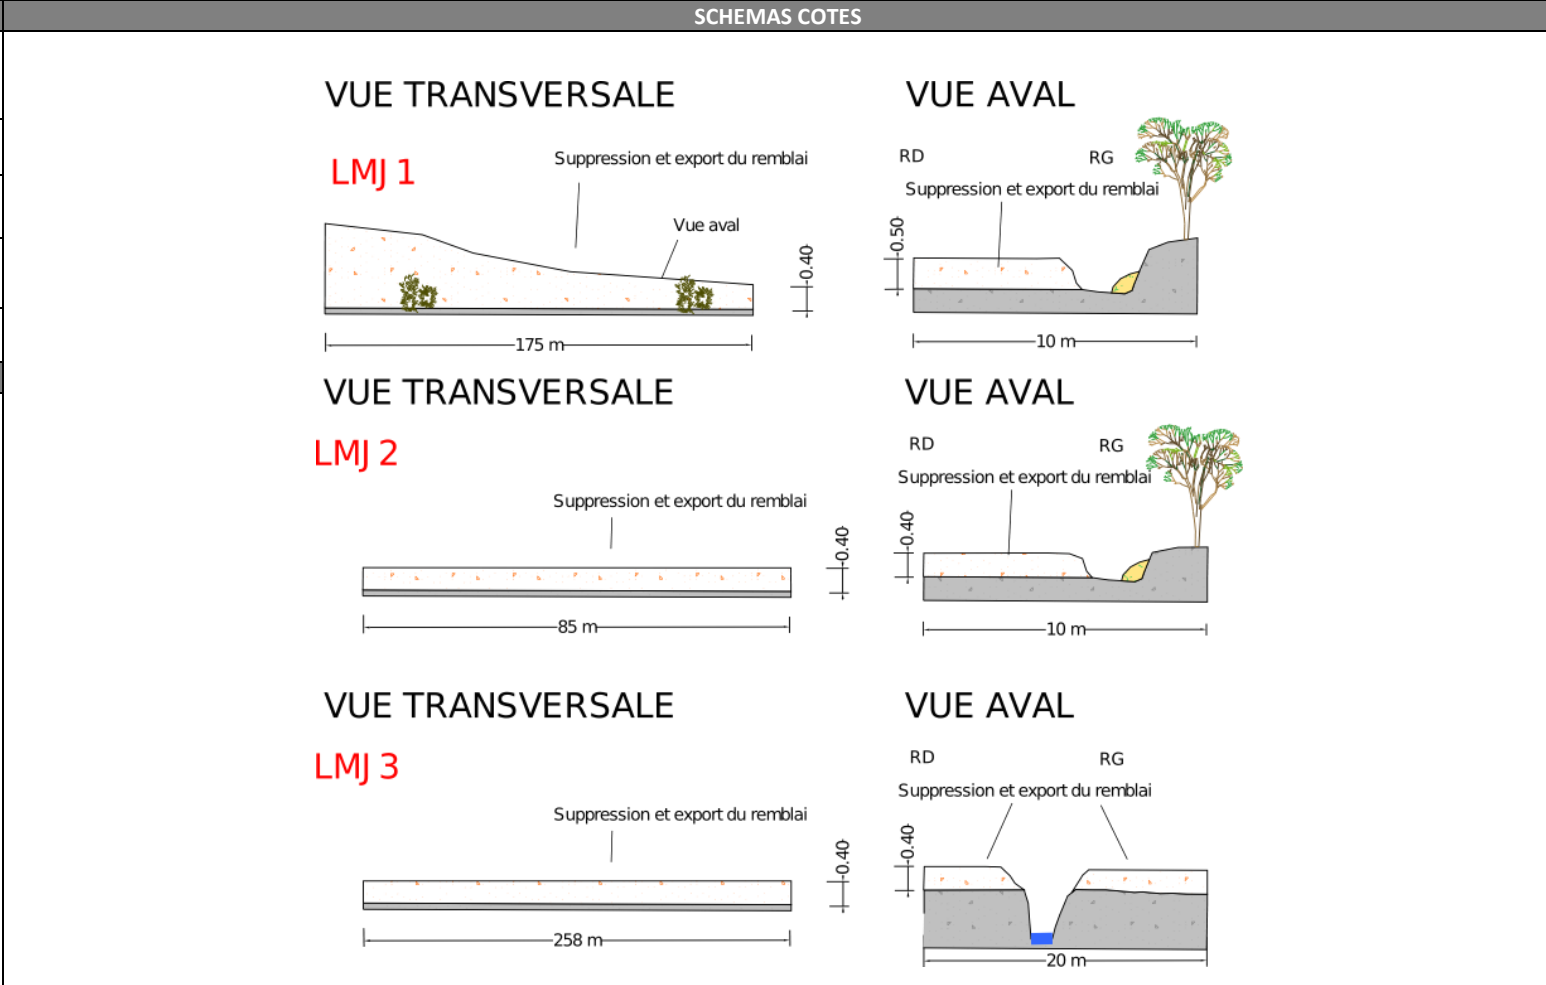 SCHEMAS COTES
VUE TRANSVERSALE
VUE AVAL
LMJ 1
Suppression et export du remblai
Vue aval
0.40
175 m
RD
RG
Suppression et export du remblai
0.50
10 m
VUE TRANSVERSALE
VUE AVAL
LMJ 2
Suppression et export du remblai
0.40
85 m
RD
RG
Suppression et export du remblai
0.40
10 m
VUE TRANSVERSALE
VUE AVAL
LMJ 3
Suppression et export du remblai
0.40
258 m
RD
RG
Suppression et export du remblai
0.40
20 m